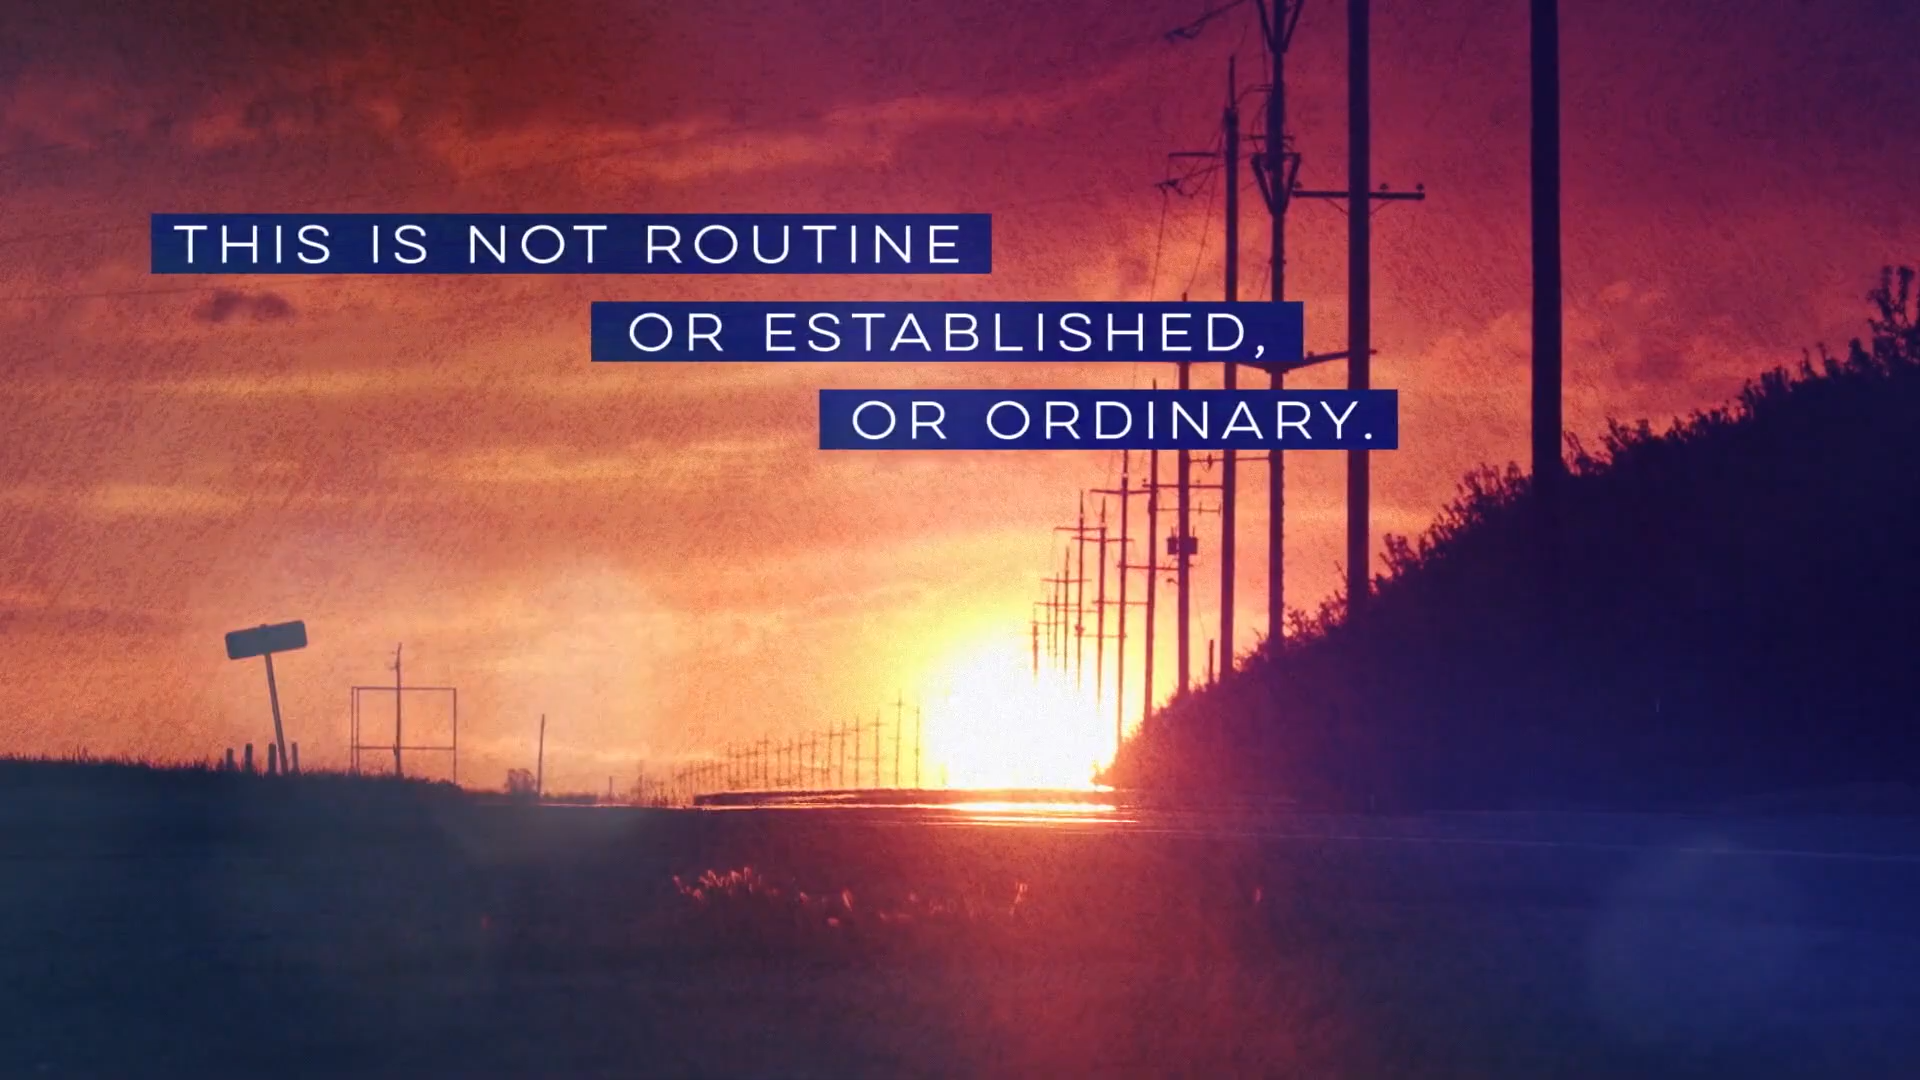 THIS IS NOT ROUTINE
OR ESTABLISHED,
OR ORDINARY.